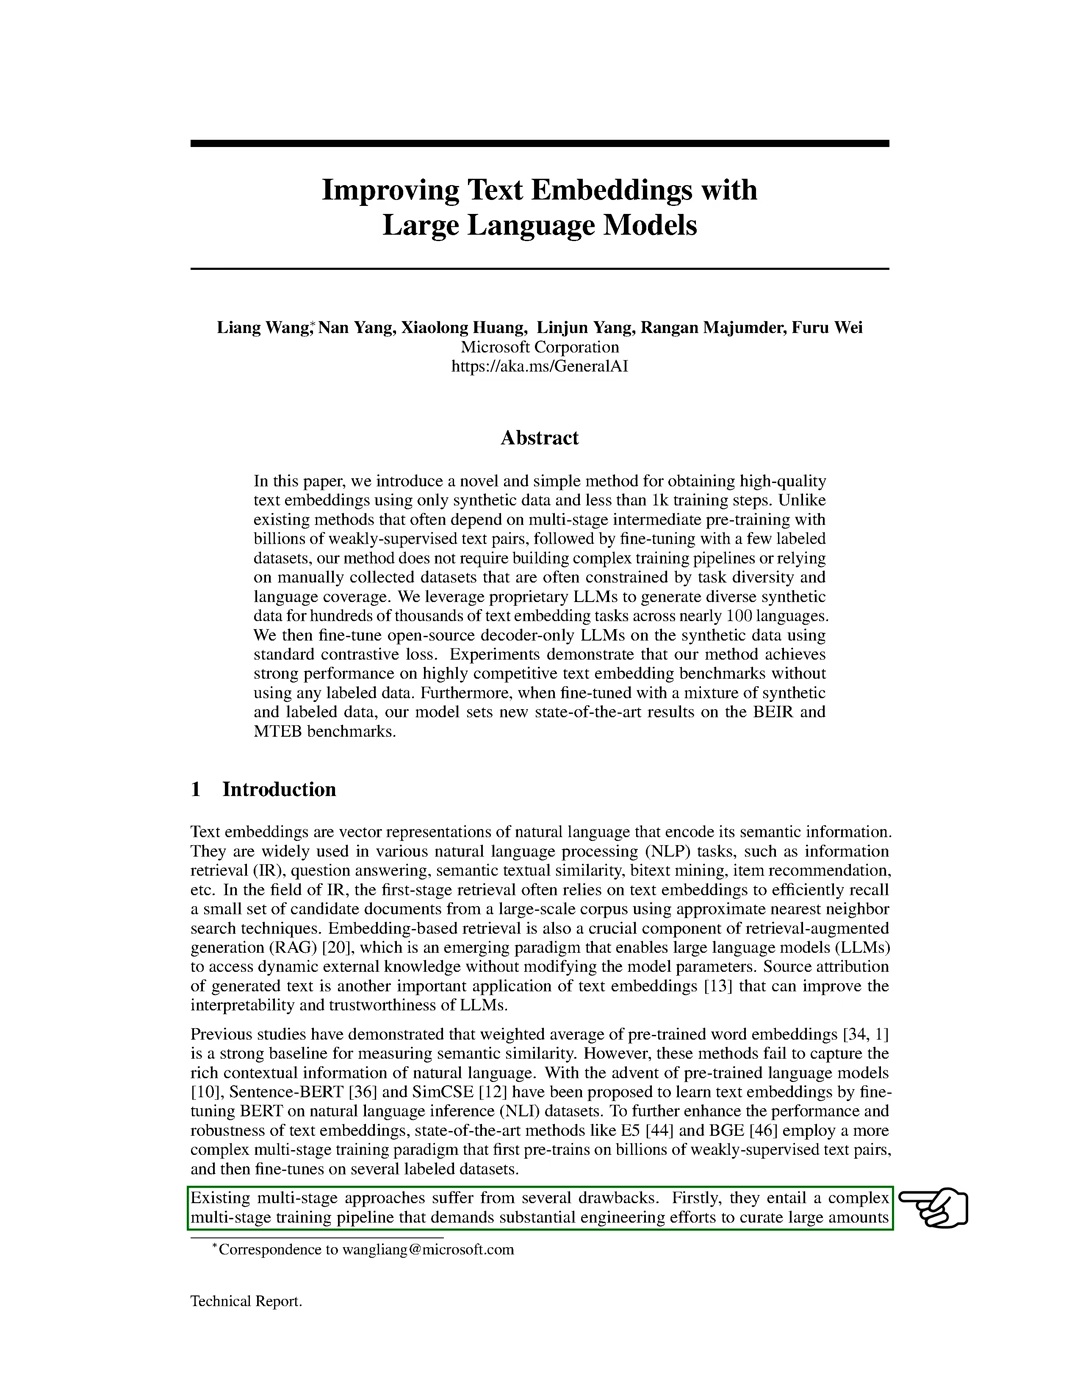 Improving Text Embeddings with
Large Language Models
Liang Wang,* Nan Yang, Xiaolong Huang, Linjun Yang, Rangan Majumder, Furu Wei
Microsoft Corporation
https://aka.ms/GeneralAI
Abstract
In this paper, we introduce a novel and simple method for obtaining high-quality
text embeddings using only synthetic data and less than 1k training steps. Unlike
existing methods that often depend on multi-stage intermediate pre-training with
billions of weakly-supervised text pairs, followed by fine-tuning with a few labeled
datasets, our method does not require building complex training pipelines or relying
on manually collected datasets that are often constrained by task diversity and
language coverage. We leverage proprietary LLMs to generate diverse synthetic
data for hundreds of thousands of text embedding tasks across nearly 100 languages.
We then fine-tune open-source decoder-only LLMs on the synthetic data using
standard contrastive loss. Experiments demonstrate that our method achieves
strong performance on highly competitive text embedding benchmarks without
using any labeled data. Furthermore, when fine-tuned with a mixture of synthetic
and labeled data, our model sets new state-of-the-art results on the BEIR and
MTEB benchmarks.
1 Introduction
Text embeddings are vector representations of natural language that encode its semantic information.
They are widely used in various natural language processing (NLP) tasks, such as information
retrieval (IR), question answering, semantic textual similarity, bitext mining, item recommendation,
etc. In the field of IR, the first-stage retrieval often relies on text embeddings to efficiently recall
a small set of candidate documents from a large-scale corpus using approximate nearest neighbor
search techniques. Embedding-based retrieval is also a crucial component of retrieval-augmented
generation (RAG) [20], which is an emerging paradigm that enables large language models (LLMs)
to access dynamic external knowledge without modifying the model parameters. Source attribution
of generated text is another important application of text embeddings [13] that can improve the
interpretability and trustworthiness of LLMs.
Previous studies have demonstrated that weighted average of pre-trained word embeddings [34, 1]
is a strong baseline for measuring semantic similarity. However, these methods fail to capture the
rich contextual information of natural language. With the advent of pre-trained language models
[10], Sentence-BERT [36] and SimCSE [12] have been proposed to learn text embeddings by fine-
tuning BERT on natural language inference (NLI) datasets. To further enhance the performance and
robustness of text embeddings, state-of-the-art methods like E5 [44] and BGE [46] employ a more
complex multi-stage training paradigm that first pre-trains on billions of weakly-supervised text pairs,
and then fine-tunes on several labeled datasets.
Existing multi-stage approaches suffer from several drawbacks. Firstly, they entail a complex
multi-stage training pipeline that demands substantial engineering efforts to curate large amounts
*Correspondence to wangliang@microsoft.com
Technical Report.